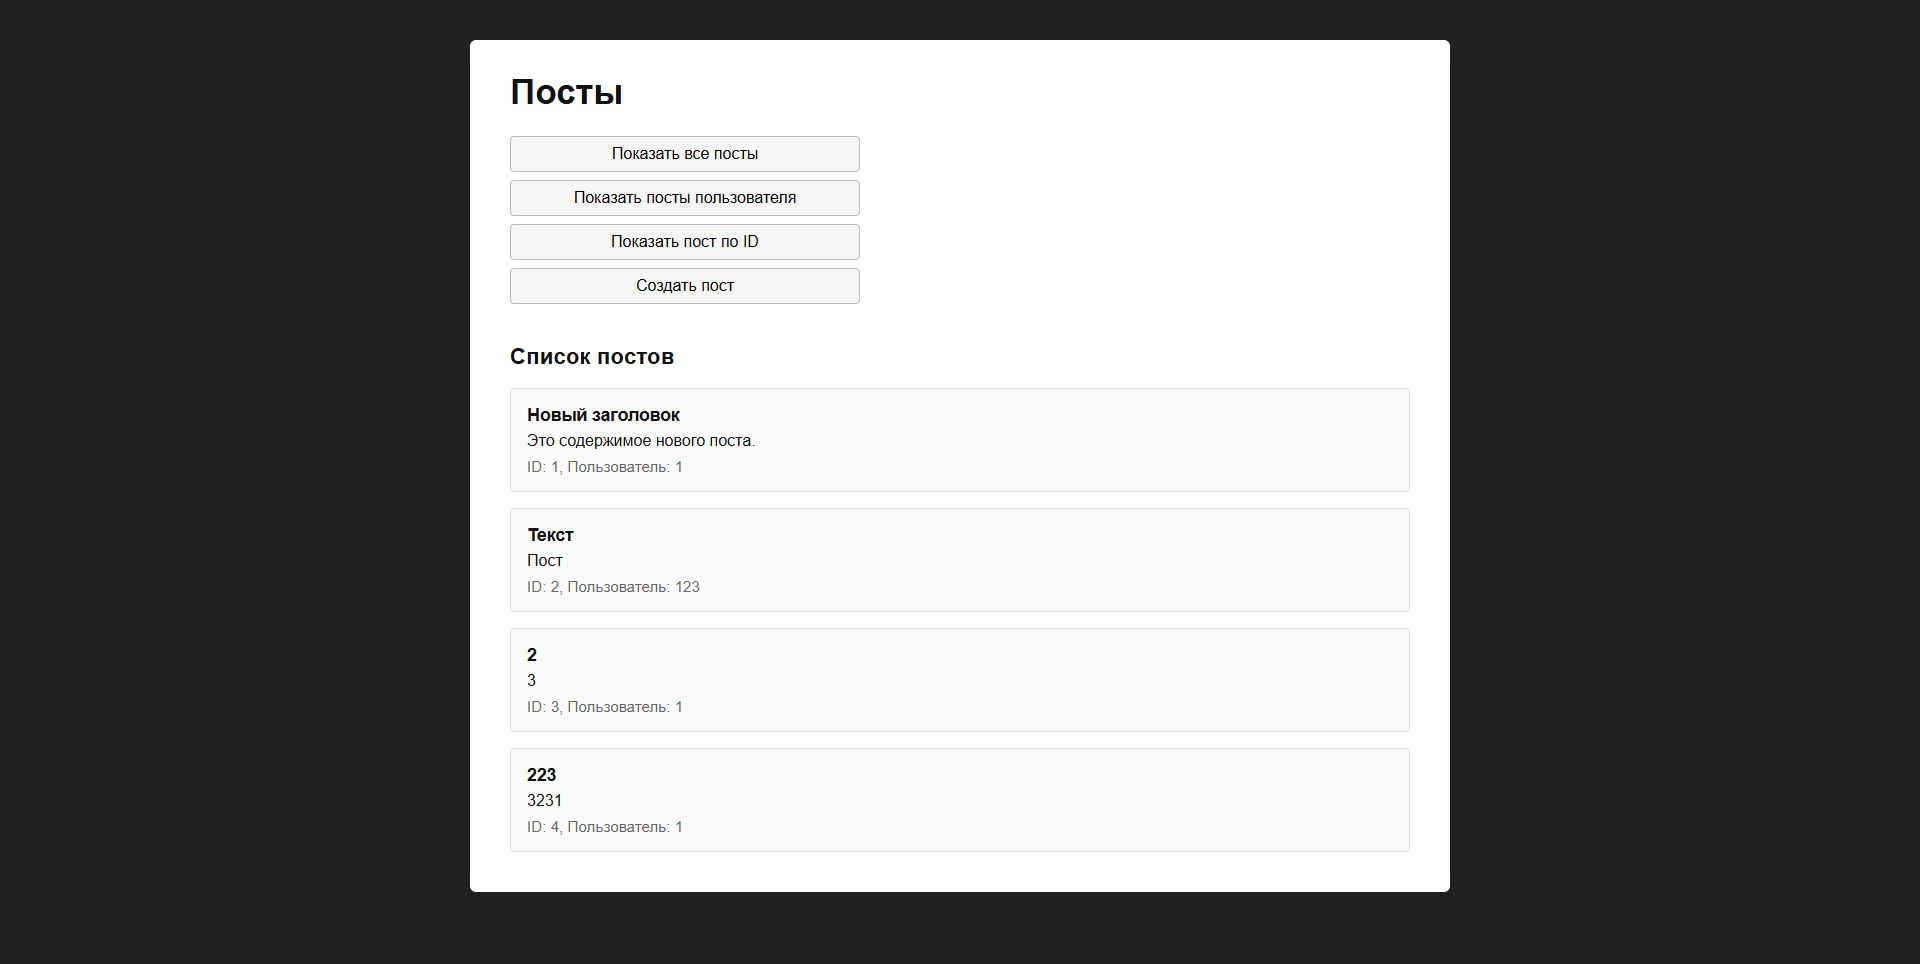 Посты
Показать все посты
Показать посты пользователя
Показать пост по ID
Создать пост
Список постов
Новый заголовок
Это содержимое нового поста.
ID: 1, Пользователь: 1
Текст
Пост
ID: 2, Пользователь: 123
2
3
ID: 3, Пользователь: 1
223
3231
ID: 4, Пользователь: 1